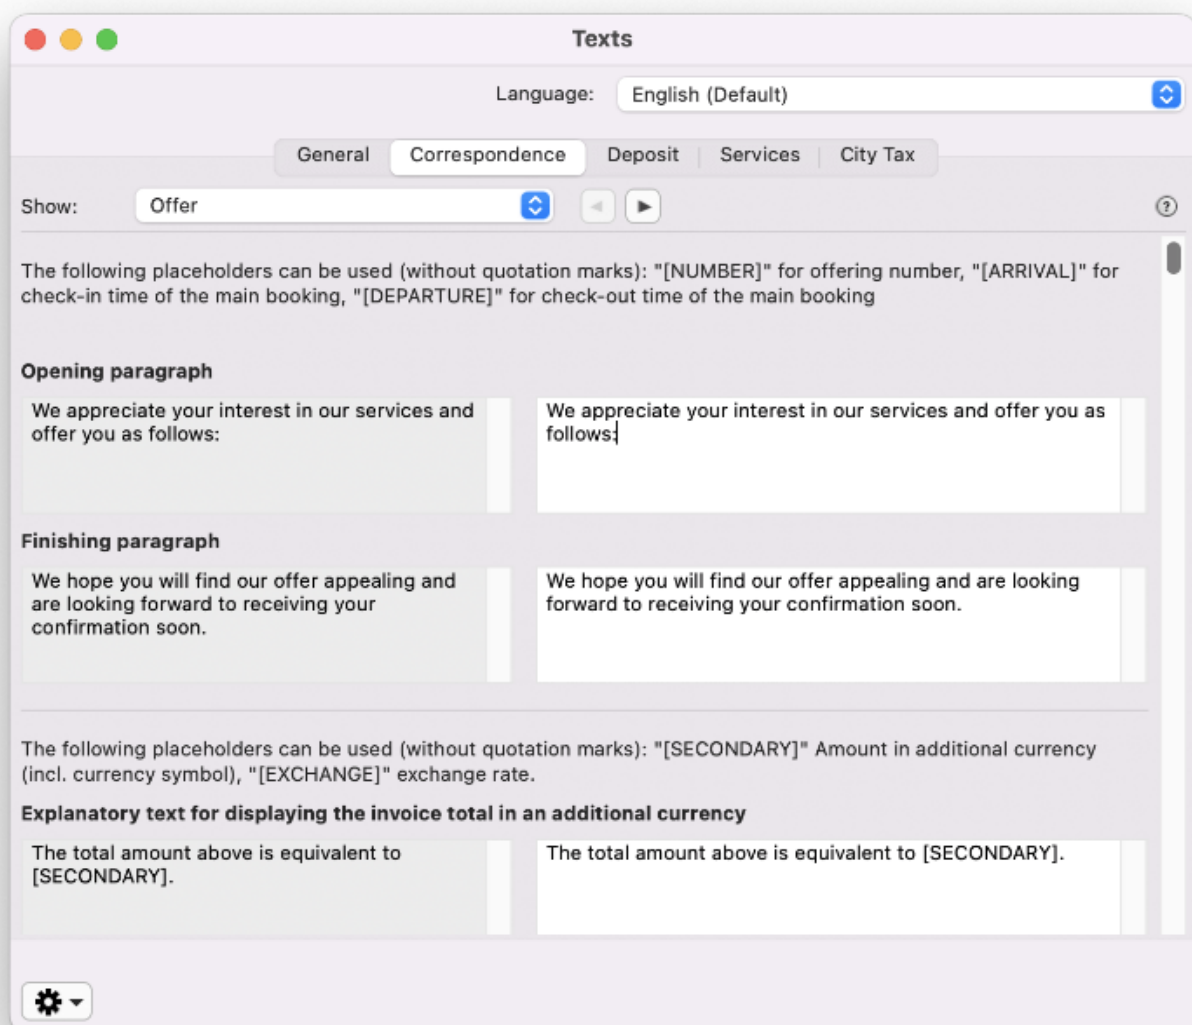 Texts
Language: English (Default)
General Correspondence Deposit Services City Tax
Show: Offer
The following placeholders can be used (without quotation marks): "[NUMBER]" for offering number, "[ARRIVAL]" for
check-in time of the main booking, "[DEPARTURE]" for check-out time of the main booking
Opening paragraph
We appreciate your interest in our services and
offer you as follows:
We appreciate your interest in our services and offer you as
follows:
Finishing paragraph
We hope you will find our offer appealing and
are looking forward to receiving your
confirmation soon.
We hope you will find our offer appealing and are looking
forward to receiving your confirmation soon.
The following placeholders can be used (without quotation marks): "[SECONDARY]" Amount in additional currency
(incl. currency symbol), "[EXCHANGE]" exchange rate.
Explanatory text for displaying the invoice total in an additional currency
The total amount above is equivalent to
[SECONDARY].
The total amount above is equivalent to [SECONDARY].